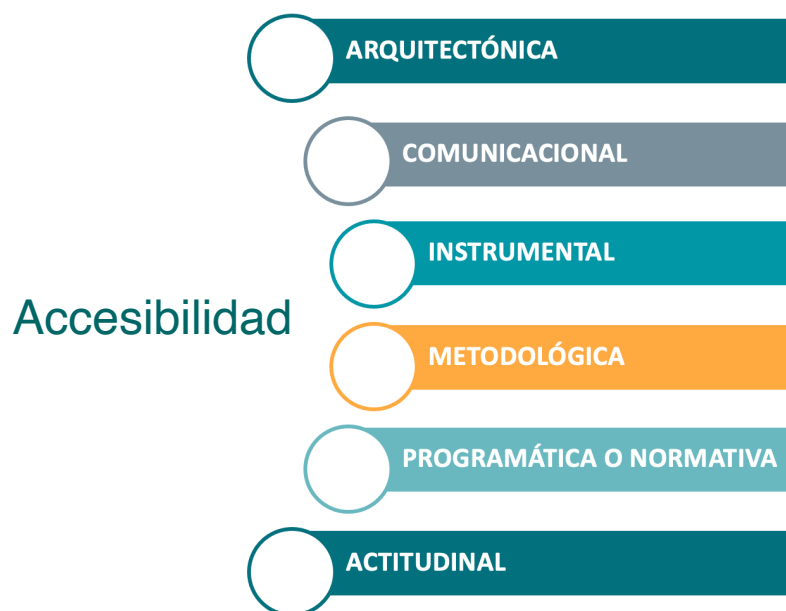 ARQUITECTÓNICA
COMUNICACIONAL
INSTRUMENTAL
Accesibilidad
METODOLÓGICA
PROGRAMÁTICA O NORMATIVA
ACTITUDINAL